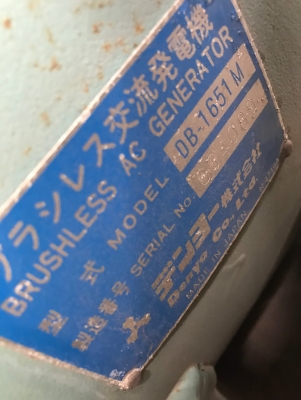 ブラシレス交流発電機
BRUSHLESS AC GENERATOR
型式 MODEL DB-1651M
製造番号 SERIAL NO.
デンヨー株式会社
Denyo Co., Ltd.
MADE IN JAPAN